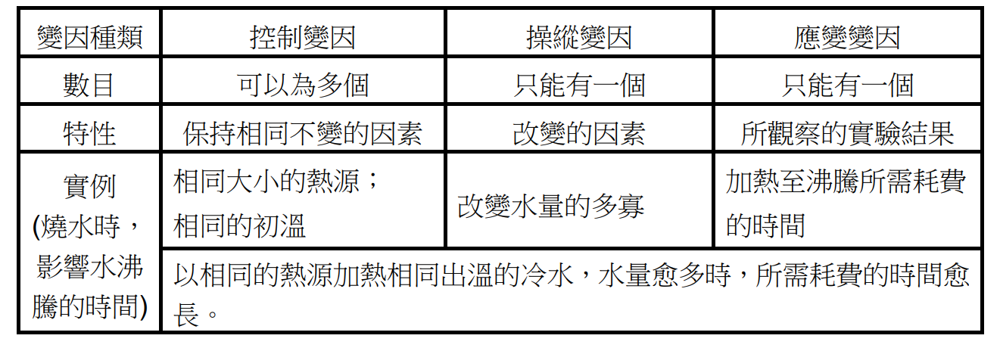 變因種類 控制變因 操縱變因 應變變因
數目 可以為多個 只能有一個 只能有一個
特性 保持相同不變的因素 改變的因素 所觀察的實驗結果
實例
(燒水時，
影響水沸
騰的時間)
相同大小的熱源；
相同的初溫
改變水量的多寡
加熱至沸騰所需耗費
的時間
以相同的熱源加熱相同出溫的冷水，水量愈多時，所需耗費的時間愈
長。